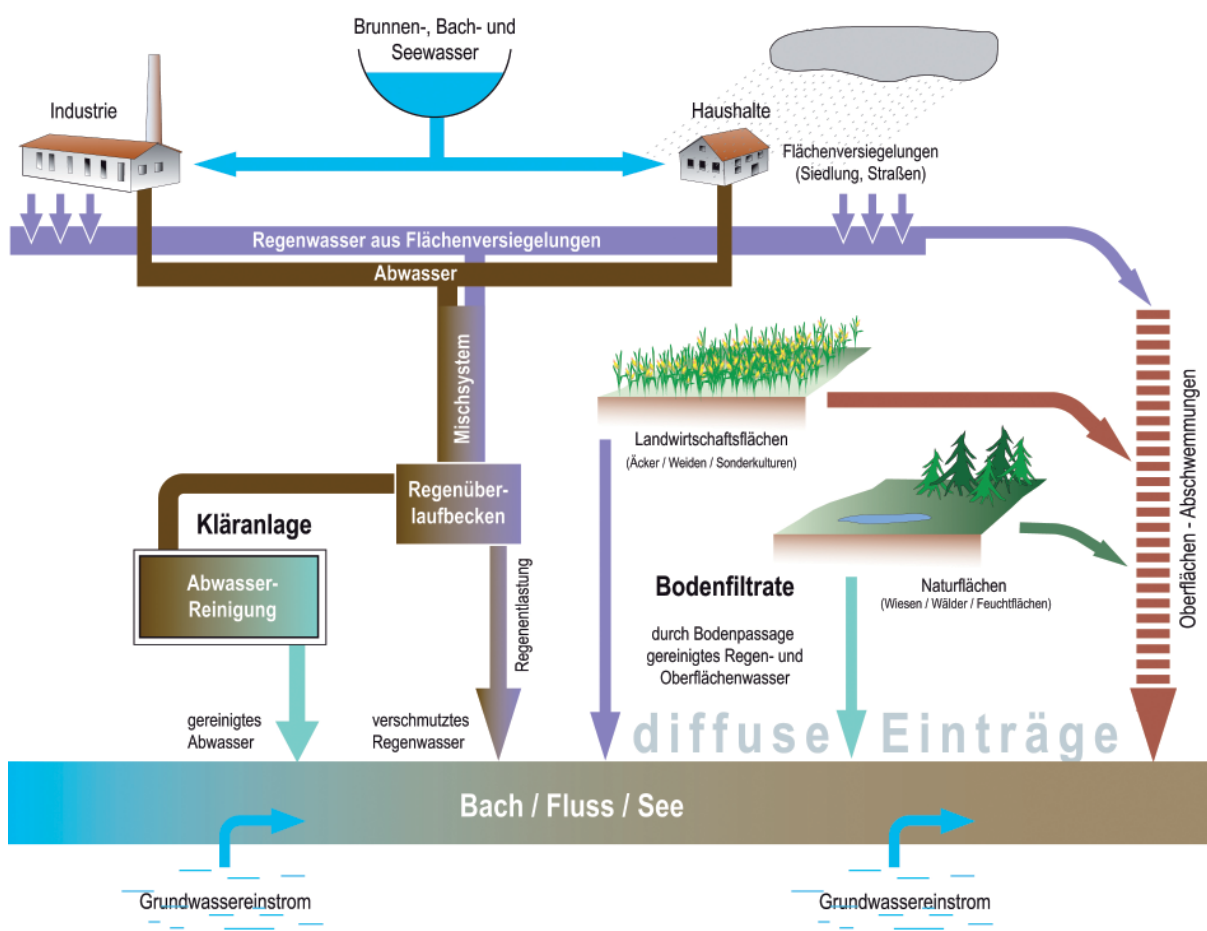 Brunnen-, Bach- und
Seewasser
Industrie
Haushalte
Flächenversiegelungen
(Siedlung, Straßen)
Regenwasser aus Flächenversiegelungen
Abwasser
Mischsystem
Landwirtschaftsflächen
(Äcker / Weiden / Sonderkulturen)
Oberflächen - Abschwemmungen
Regenüber-
laufbecken
Kläranlage
Abwasser-
Reinigung
Regenentlastung
Bodenfiltrate
Naturflächen
(Wiesen / Wälder / Feuchtflächen)
durch Bodenpassage
gereinigtes Regen- und
Oberflächenwasser
gereinigtes
Abwasser
verschmutztes
Regenwasser
diffuse Einträge
Bach / Fluss / See
Grundwassereinstrom
Grundwassereinstrom